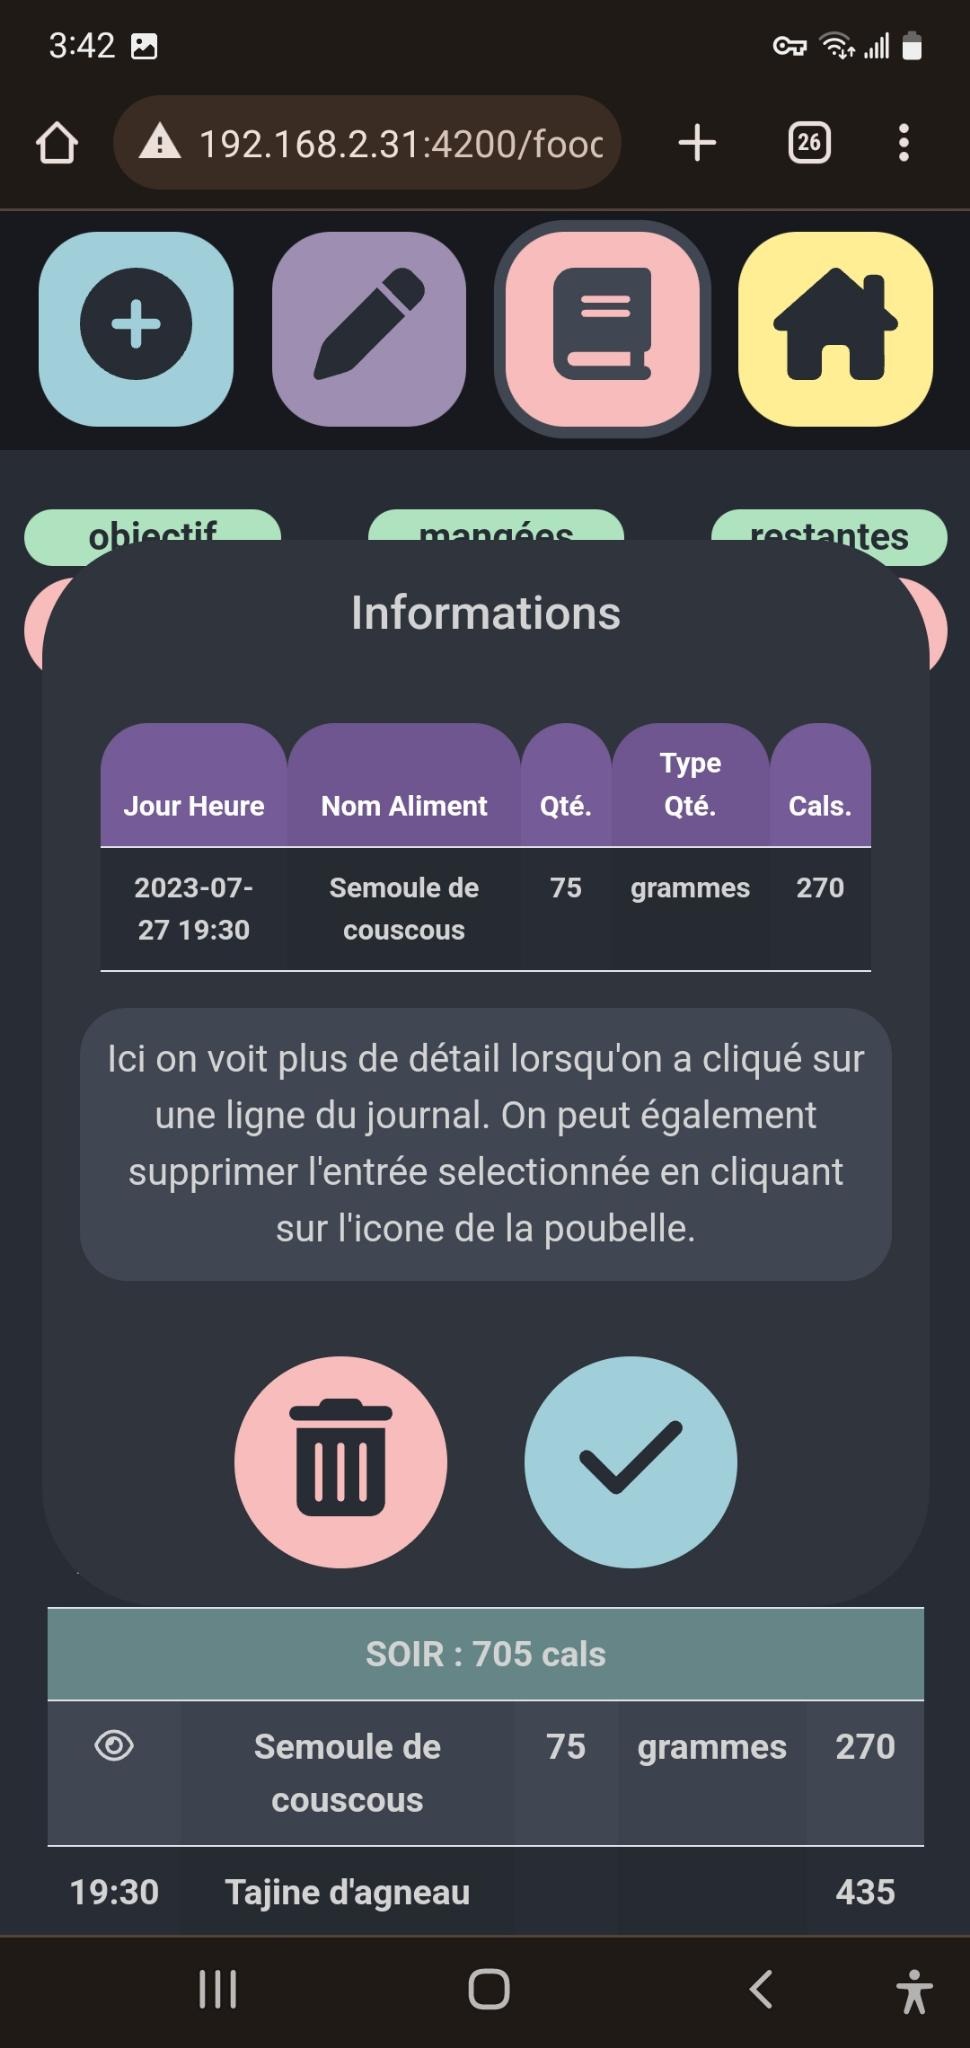 3:42
192.168.2.31:4200/food
26
objectif mangées restantes
Informations
Type
Jour Heure Nom Aliment Qté. Qté. Cals.
2023-07- Semoule de 75 grammes 270
27 19:30 couscous
Ici on voit plus de détail lorsqu'on a cliqué sur
une ligne du journal. On peut également
supprimer l'entrée selectionnée en cliquant
sur l'icone de la poubelle.
SOIR : 705 cals
Semoule de 75 grammes 270
couscous
19:30 Tajine d'agneau 435